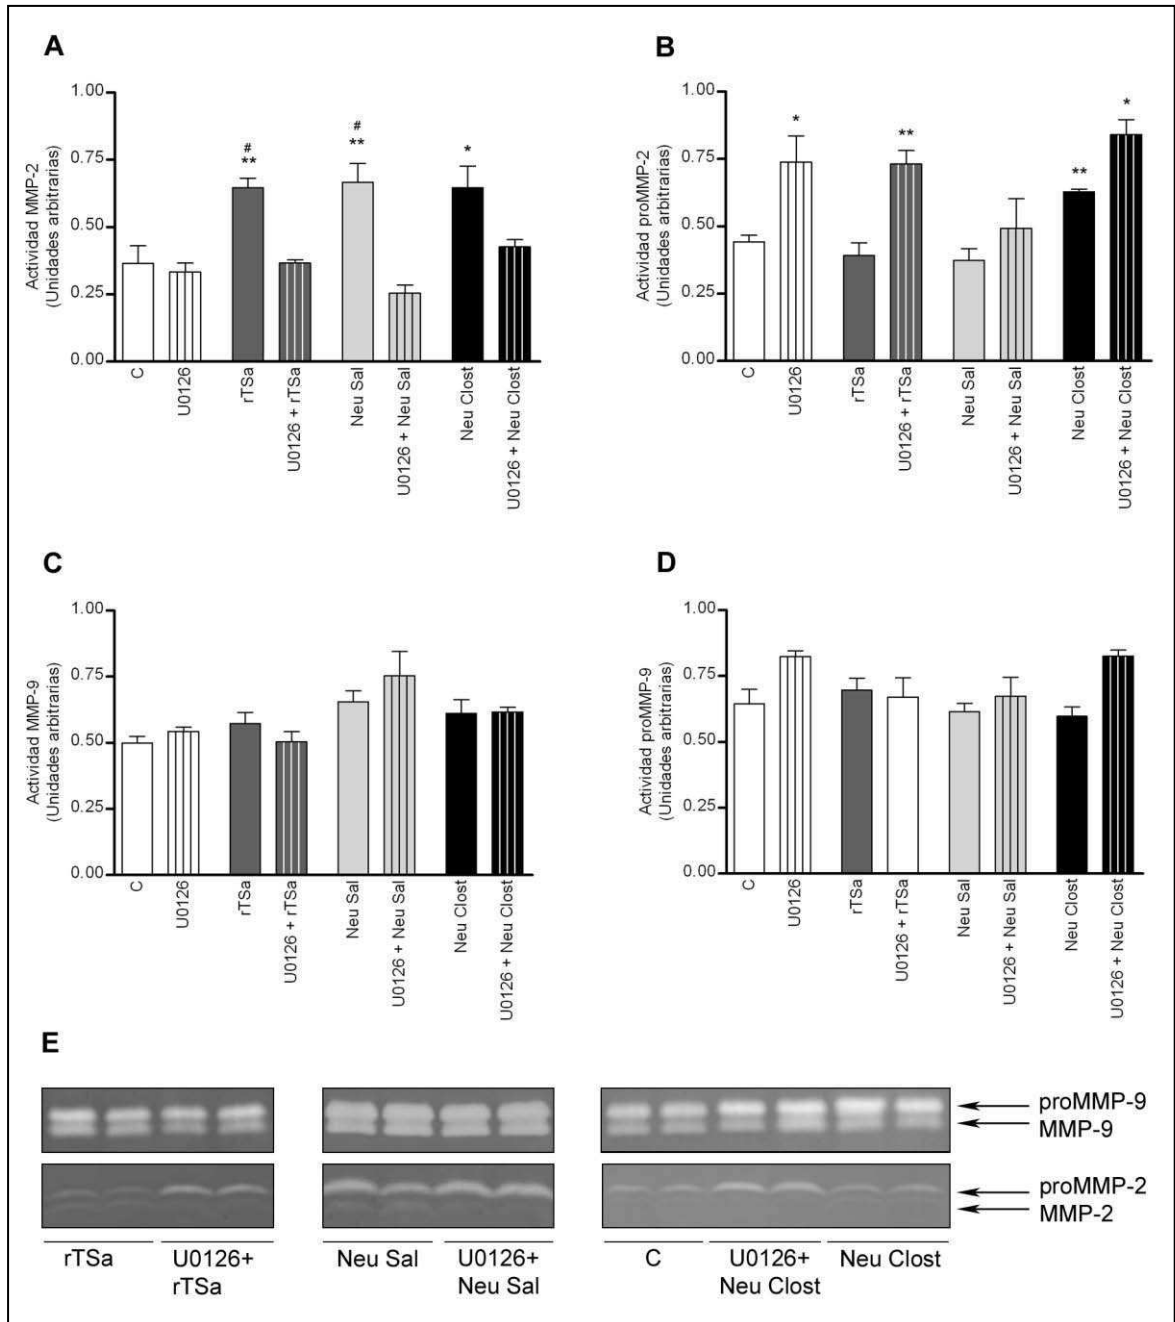 A
Actividad MMP-2
(Unidades arbitrarias)
1.00
0.75
0.50
0.25
0.00
#
**
#
**
*
C
U0126
rTSa
U0126 + rTSa
Neu Sal
U0126 + Neu Sal
Neu Clost
U0126 + Neu Clost
B
Actividad proMMP-2
(Unidades arbitrarias)
1.00
0.75
0.50
0.25
0.00
*
**
**
*
C
U0126
rTSa
U0126 + rTSa
Neu Sal
U0126 + Neu Sal
Neu Clost
U0126 + Neu Clost
C
Actividad MMP-9
(Unidades arbitrarias)
1.00
0.75
0.50
0.25
0.00
C
U0126
rTSa
U0126 + rTSa
Neu Sal
U0126 + Neu Sal
Neu Clost
U0126 + Neu Clost
D
Actividad proMMP-9
(Unidades arbitrarias)
1.00
0.75
0.50
0.25
0.00
C
U0126
rTSa
U0126 + rTSa
Neu Sal
U0126 + Neu Sal
Neu Clost
U0126 + Neu Clost
E
proMMP-9
MMP-9
proMMP-2
MMP-2
rTSa
U0126+
rTSa
Neu Sal
U0126+
Neu Sal
C
U0126+
Neu Clost
Neu Clost